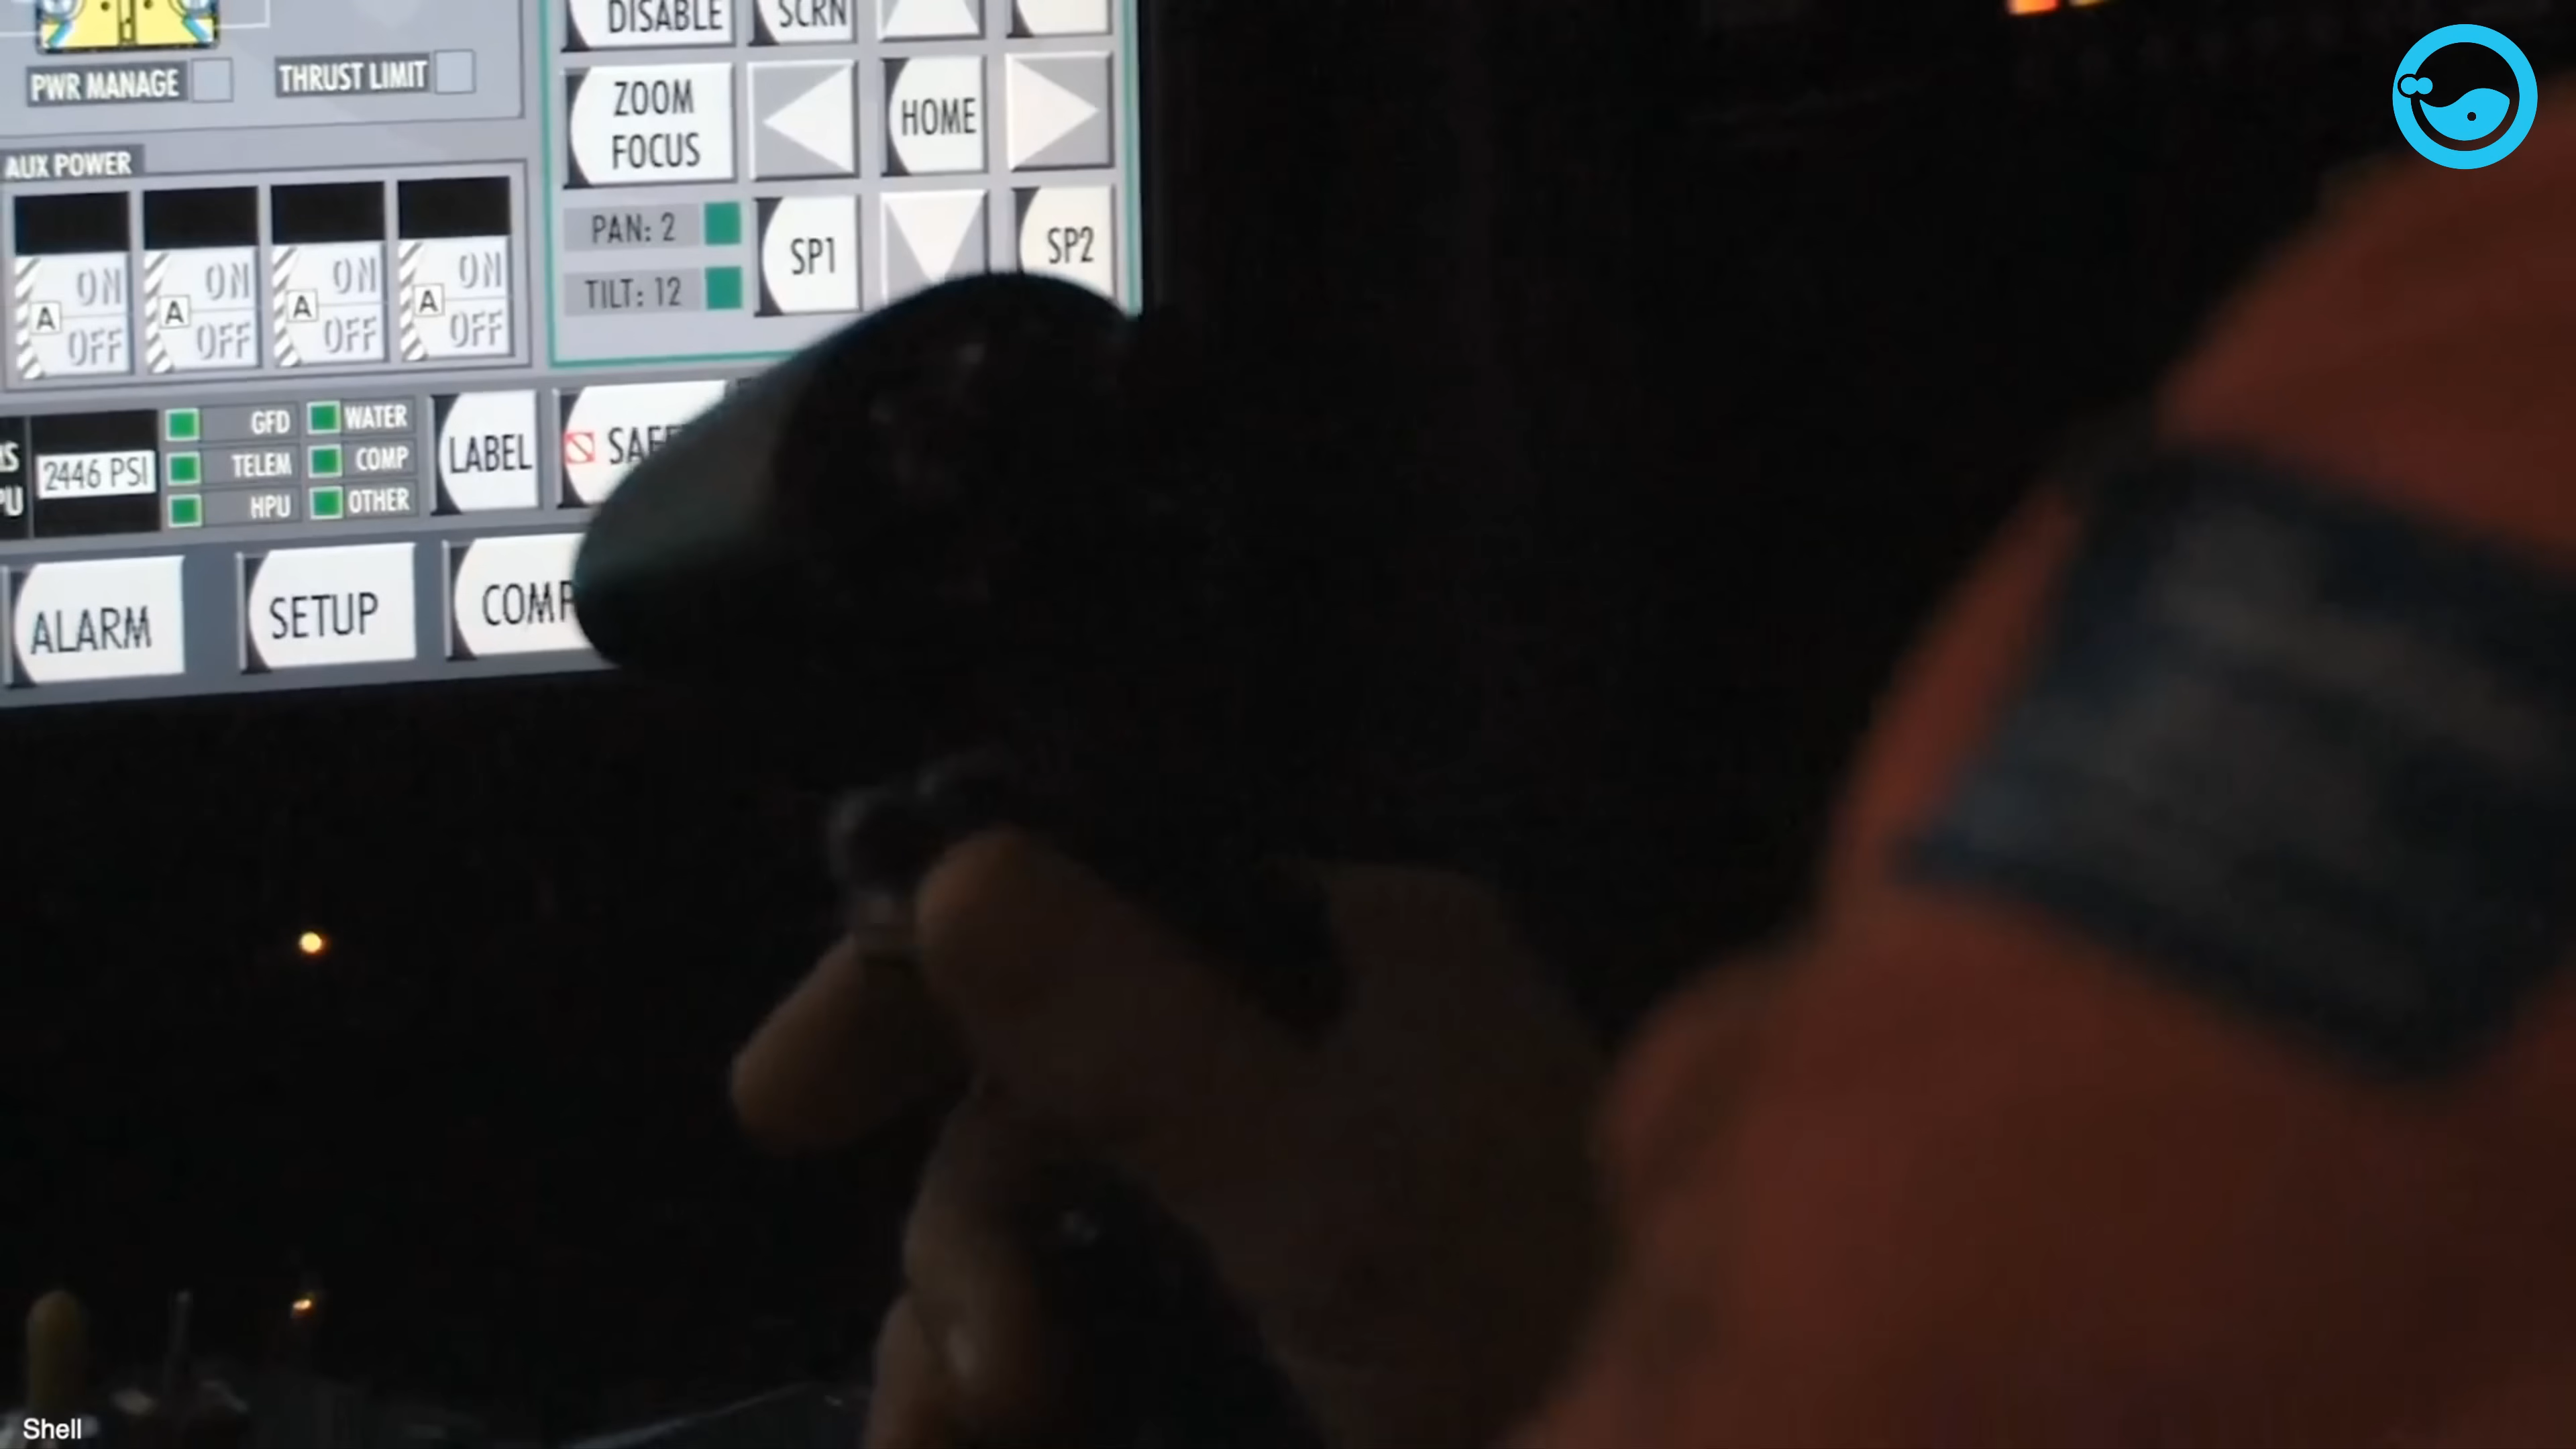 DISABLE
SCRN
PWR MANAGE
THRUST LIMIT
ZOOM
FOCUS
HOME
AUX POWER
PAN: 2
SP1
SP2
TILT: 12
ON
A
OFF
ON
A
OFF
ON
A
OFF
ON
A
OFF
2446 PSI
GFD
WATER
TELEM
COMP
HPU
OTHER
LABEL
ALARM
SETUP
Shell